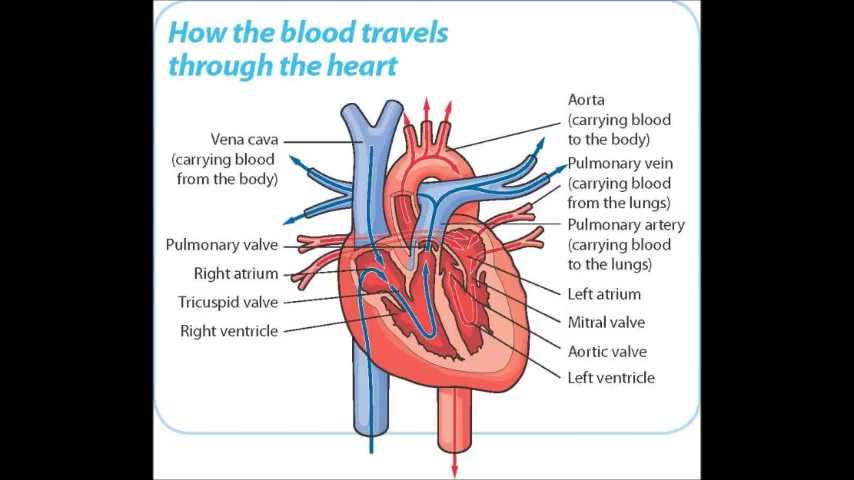 How the blood travels
through the heart
Vena cava
(carrying blood
from the body)
Pulmonary valve
Right atrium
Tricuspid valve
Right ventricle
Aorta
(carrying blood
to the body)
Pulmonary vein
(carrying blood
from the lungs)
Pulmonary artery
(carrying blood
to the lungs)
Left atrium
Mitral valve
Aortic valve
Left ventricle